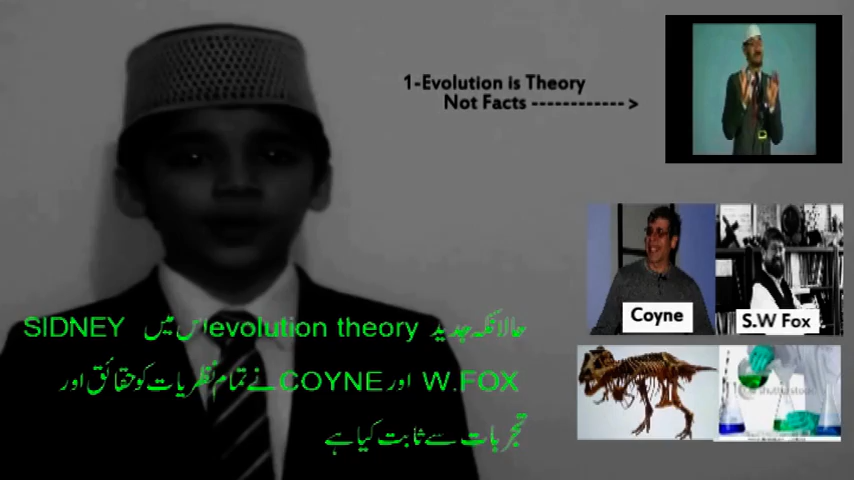 1-Evolution is Theory
Not Facts ------------>
Coyne
S.W Fox
حالانکہ جدید evolution theory اس میں SIDNEY
W.FOX اور COYNE نے تمام نظریات کو حقائق اور
تجربات سے ثابت کیا ہے